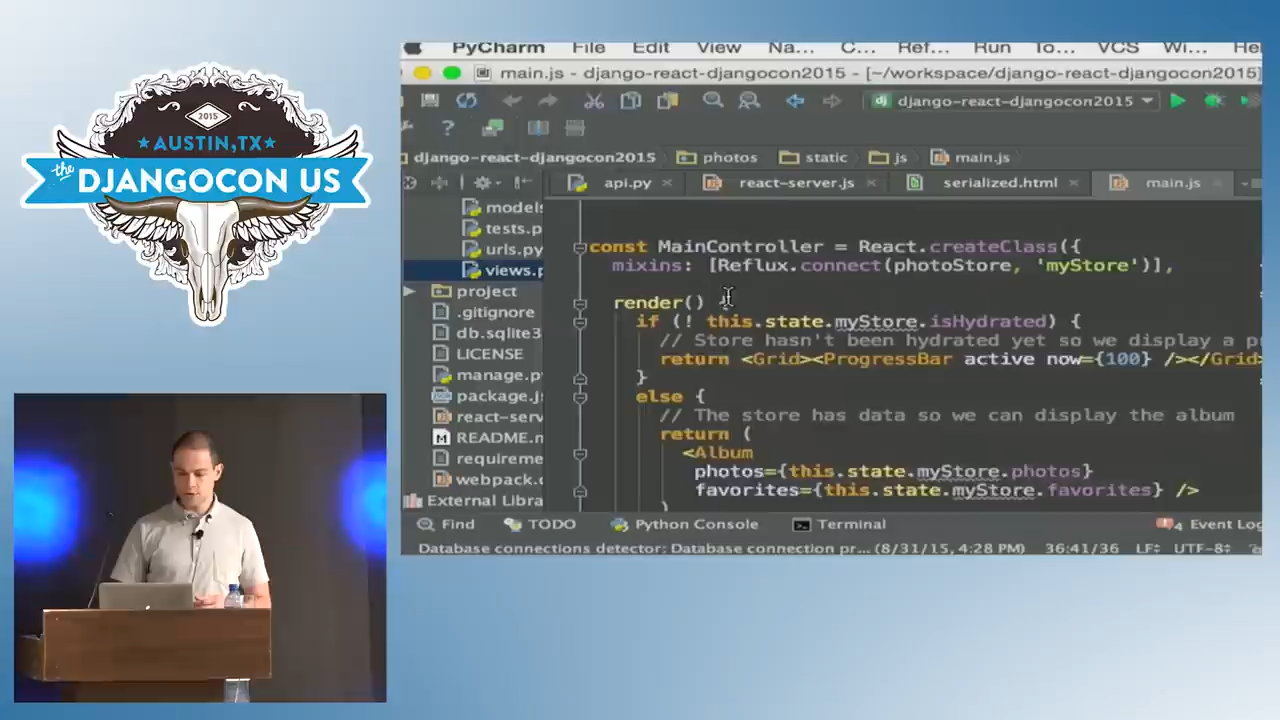 2015
AUSTIN, TX
the DJANGOCON US
PyCharm File Edit View Na... C... Ref... Run To... VCS Wi... He
main.js - django-react-djangocon2015 - [~/workspace/django-react-djangocon2015]
django-react-djangocon2015
django-react-djangocon2015 photos static js main.js
api.py react-server.js serialized.html main.js
models
tests.p
urls.py
views.p
project
.gitignore
db.sqlite3
LICENSE
manage.py
package.js
react-serv
README.m
requireme
webpack.c
External Libra
const MainController = React.createClass({
mixins: [Reflux.connect(photoStore, 'myStore')],
render() {
if (! this.state.myStore.isHydrated) {
// Store hasn't been hydrated yet so we display a pr
return <Grid><ProgressBar active now={100} /></Grid>
}
else {
// The store has data so we can display the album
return (
<Album
photos={this.state.myStore.photos}
favorites={this.state.myStore.favorites} />
)
Find TODO Python Console Terminal 4 Event Log
Database connections detector: Database connection pr... (8/31/15, 4:28 PM) 36:41/36 LF÷ UTF-8÷